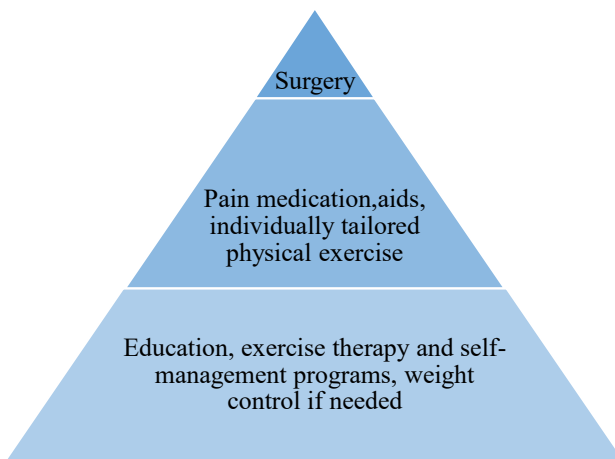 Surgery
Pain medication,aids,
individually tailored
physical exercise
Education, exercise therapy and self-
management programs, weight
control if needed